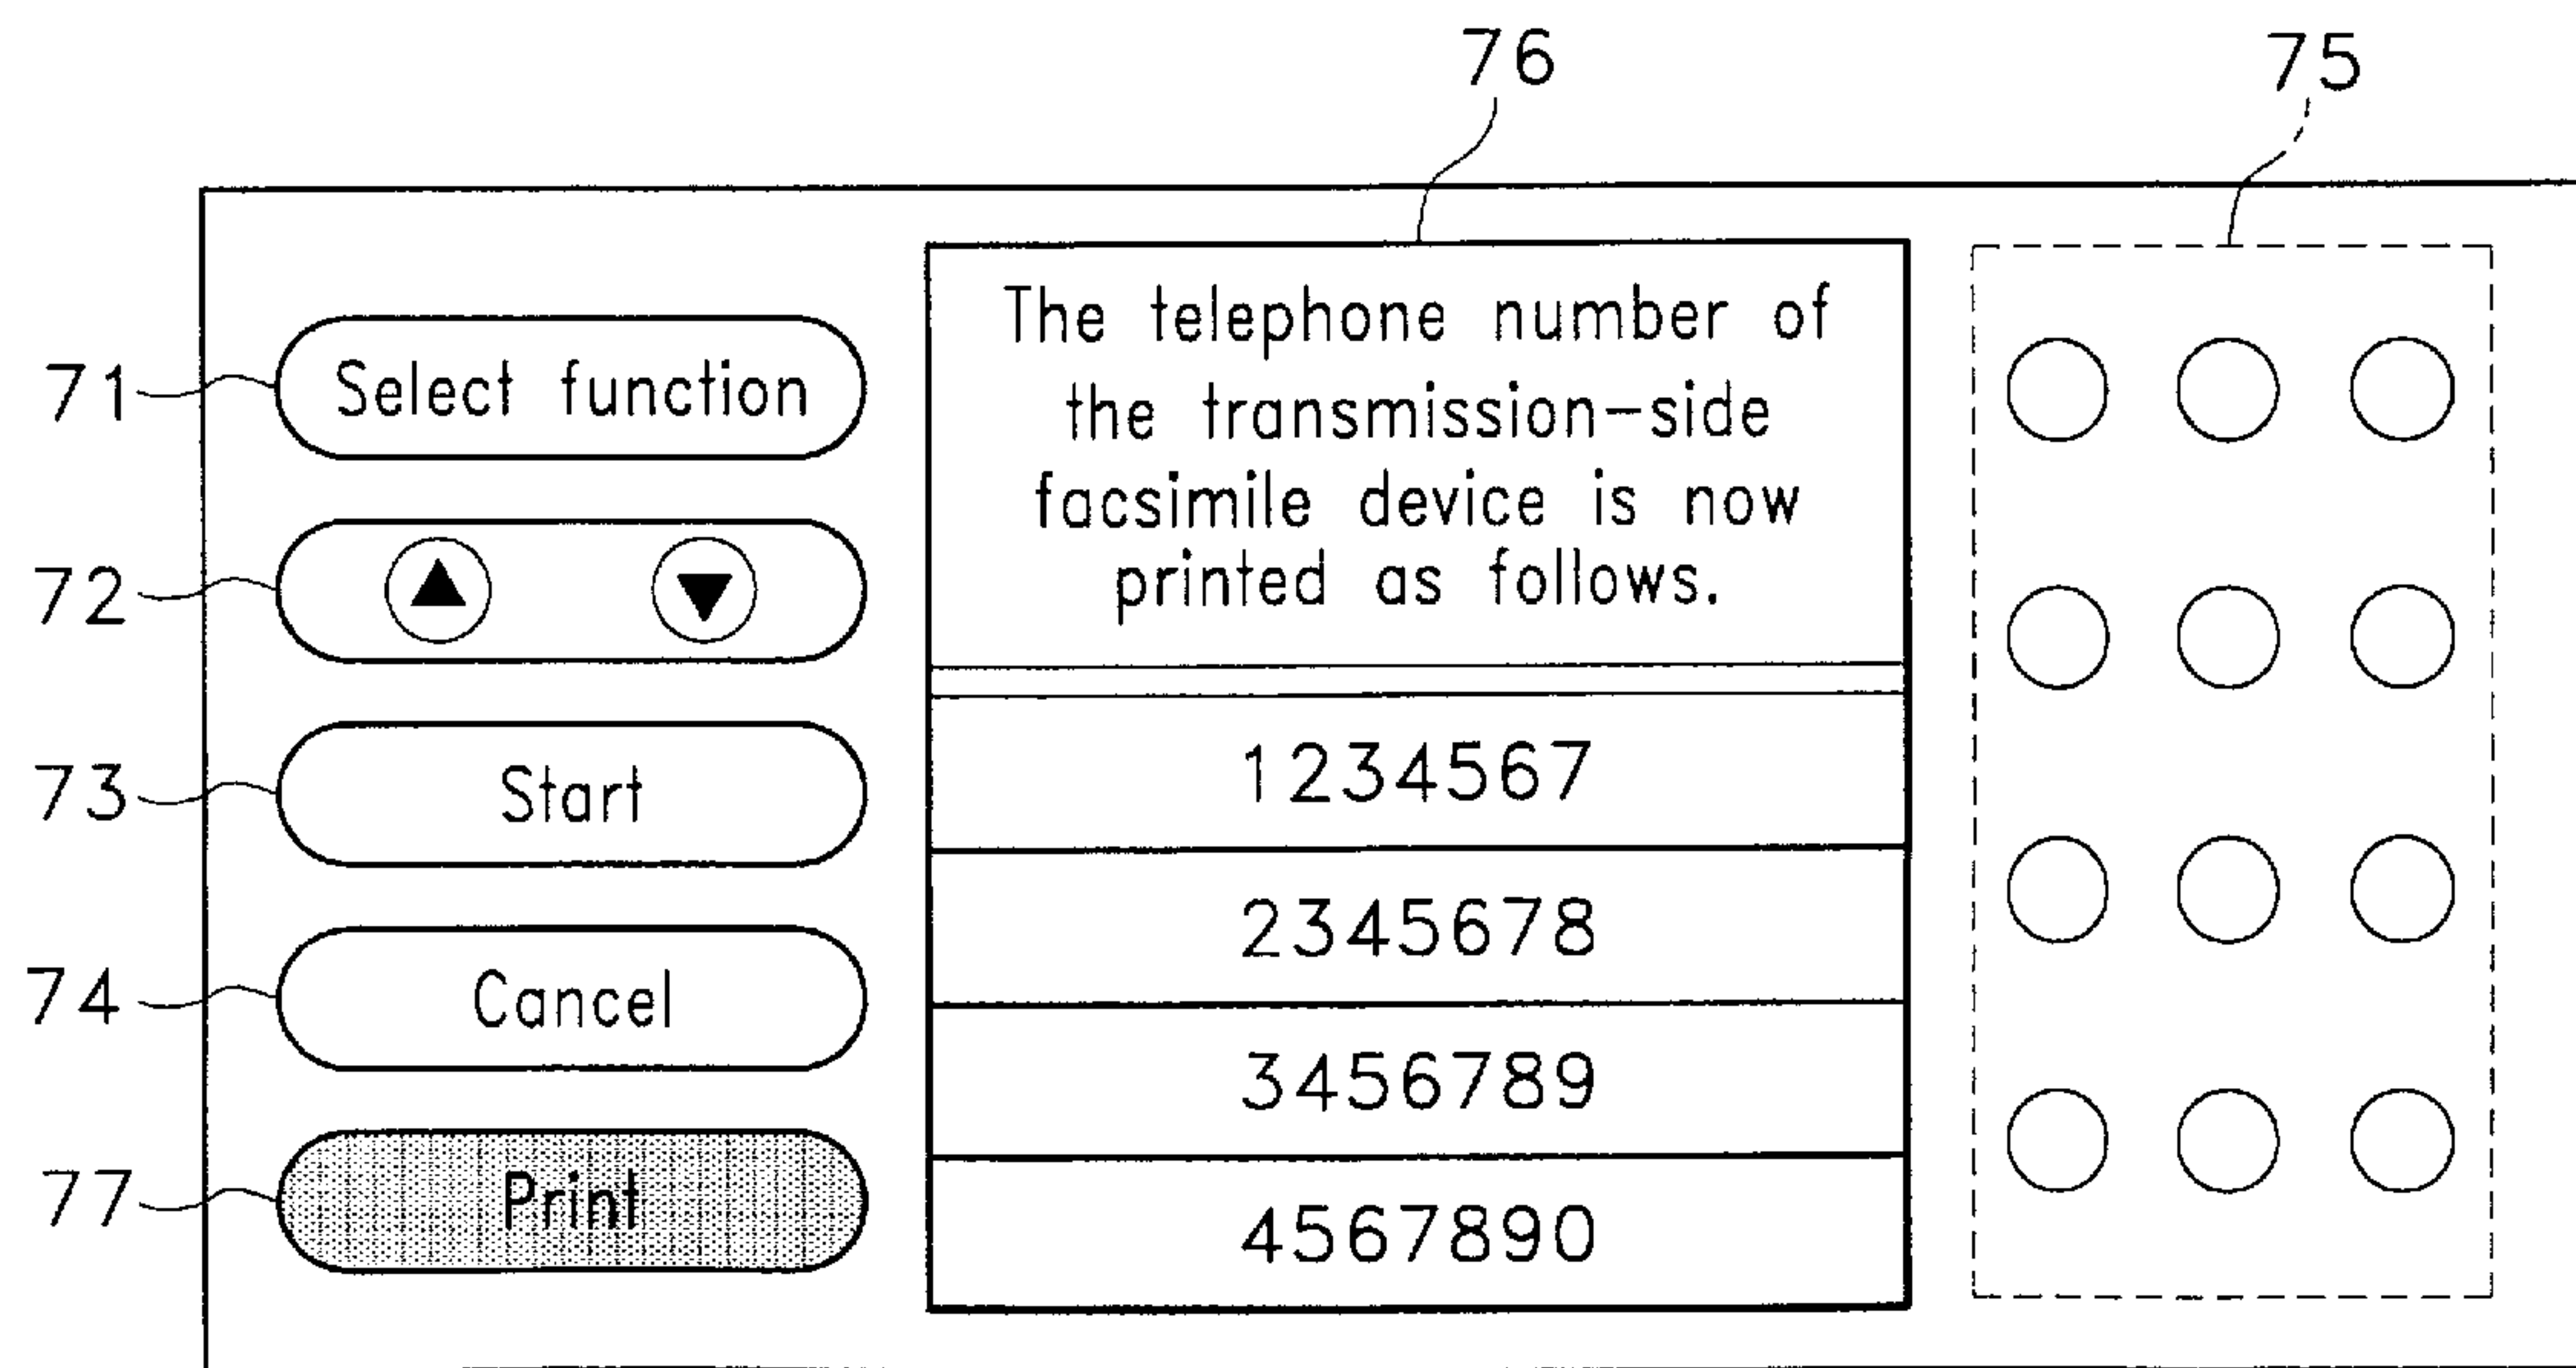 76
75
71
Select function
72
▲ ▼
73
Start
74
Cancel
77
Print
The telephone number of
the transmission-side
facsimile device is now
printed as follows.
1234567
2345678
3456789
4567890